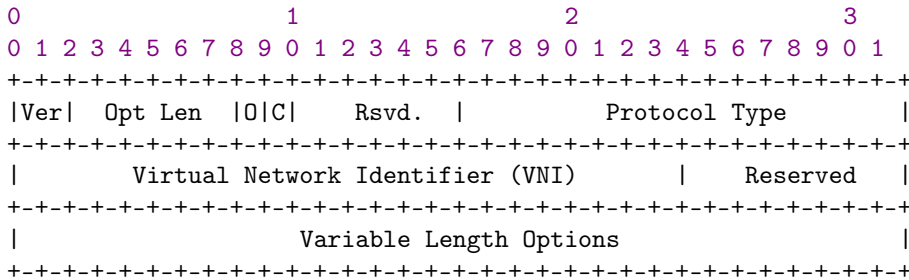 0                   1                   2                   3
0 1 2 3 4 5 6 7 8 9 0 1 2 3 4 5 6 7 8 9 0 1 2 3 4 5 6 7 8 9 0 1
+-+-+-+-+-+-+-+-+-+-+-+-+-+-+-+-+-+-+-+-+-+-+-+-+-+-+-+-+-+-+-+-+
|Ver|  Opt Len  |O|C|    Rsvd.  |          Protocol Type        |
+-+-+-+-+-+-+-+-+-+-+-+-+-+-+-+-+-+-+-+-+-+-+-+-+-+-+-+-+-+-+-+-+
|        Virtual Network Identifier (VNI)       |    Reserved   |
+-+-+-+-+-+-+-+-+-+-+-+-+-+-+-+-+-+-+-+-+-+-+-+-+-+-+-+-+-+-+-+-+
|                    Variable Length Options                    |
+-+-+-+-+-+-+-+-+-+-+-+-+-+-+-+-+-+-+-+-+-+-+-+-+-+-+-+-+-+-+-+-+